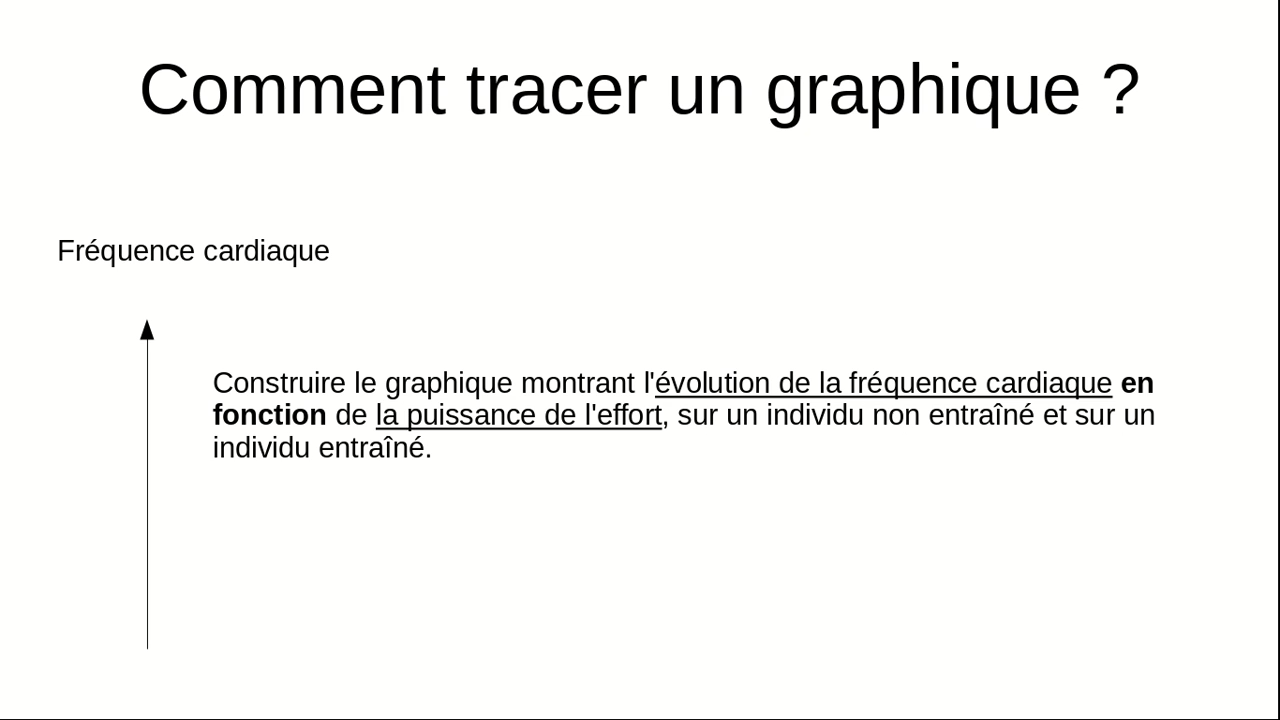 Comment tracer un graphique ?
Fréquence cardiaque
Construire le graphique montrant l'évolution de la fréquence cardiaque en
fonction de la puissance de l'effort, sur un individu non entraîné et sur un
individu entraîné.